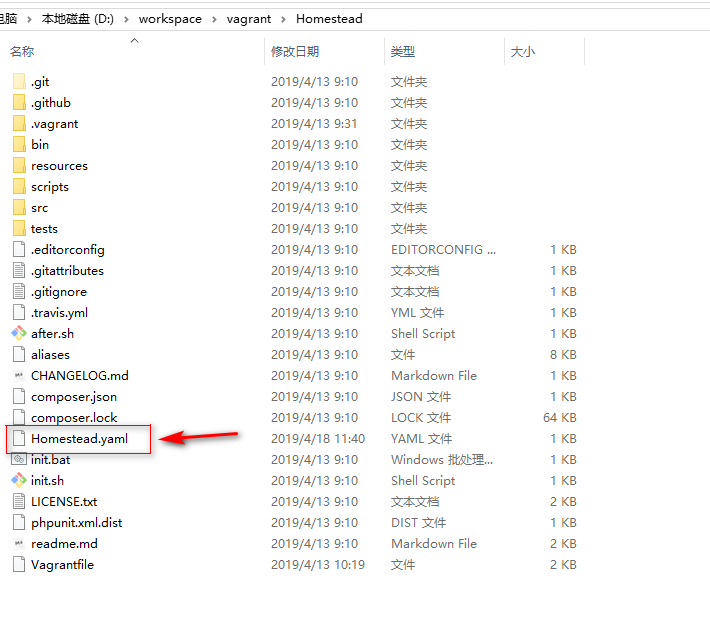 电脑 › 本地磁盘 (D:) › workspace › vagrant › Homestead
名称 修改日期 类型 大小
.git 2019/4/13 9:10 文件夹
.github 2019/4/13 9:10 文件夹
.vagrant 2019/4/13 9:31 文件夹
bin 2019/4/13 9:10 文件夹
resources 2019/4/13 9:10 文件夹
scripts 2019/4/13 9:10 文件夹
src 2019/4/13 9:10 文件夹
tests 2019/4/13 9:10 文件夹
.editorconfig 2019/4/13 9:10 EDITORCONFIG ... 1 KB
.gitattributes 2019/4/13 9:10 文本文档 1 KB
.gitignore 2019/4/13 9:10 文本文档 1 KB
.travis.yml 2019/4/13 9:10 YML 文件 1 KB
after.sh 2019/4/13 9:10 Shell Script 1 KB
aliases 2019/4/13 9:10 文件 8 KB
CHANGELOG.md 2019/4/13 9:10 Markdown File 1 KB
composer.json 2019/4/13 9:10 JSON 文件 1 KB
composer.lock 2019/4/13 9:10 LOCK 文件 64 KB
Homestead.yaml 2019/4/18 11:40 YAML 文件 1 KB
init.bat 2019/4/13 9:10 Windows 批处理... 1 KB
init.sh 2019/4/13 9:10 Shell Script 1 KB
LICENSE.txt 2019/4/13 9:10 文本文档 2 KB
phpunit.xml.dist 2019/4/13 9:10 DIST 文件 1 KB
readme.md 2019/4/13 9:10 Markdown File 2 KB
Vagrantfile 2019/4/13 10:19 文件 2 KB